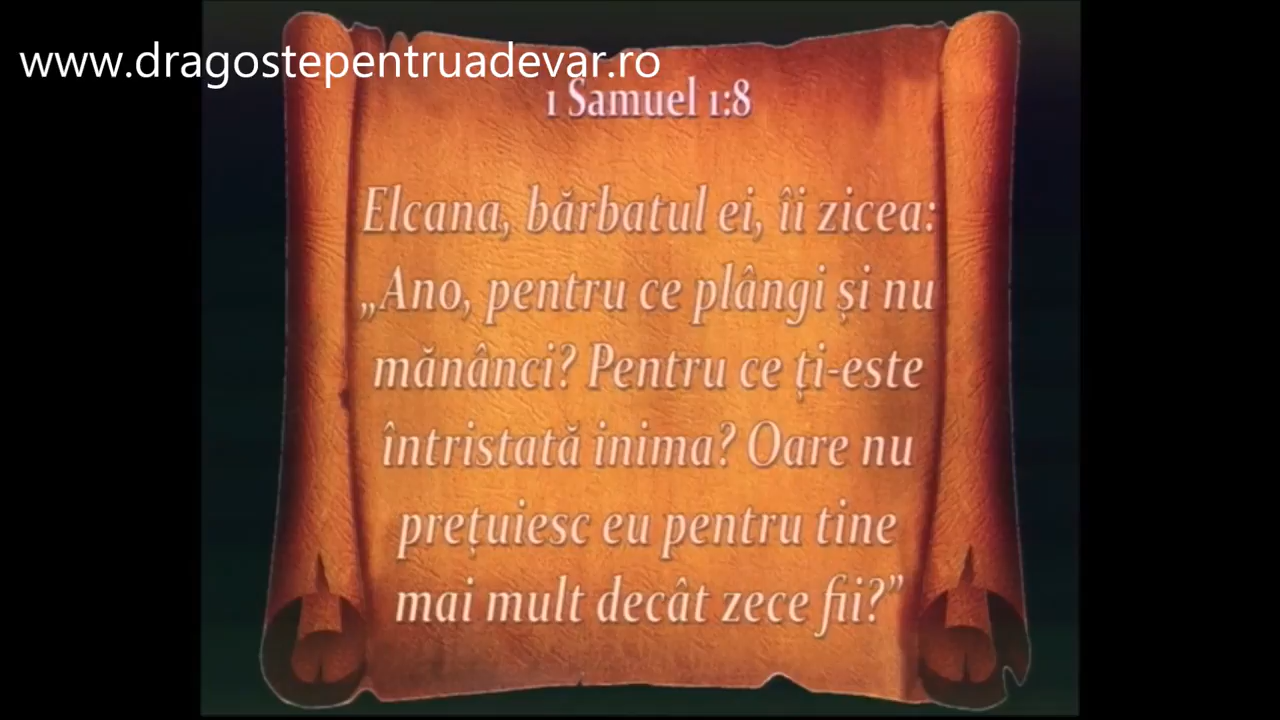 www.dragostepentruadevar.ro
1 Samuel 1:8
Elcana, bărbatul ei, îi zicea:
„Ano, pentru ce plângi și nu
mănânci? Pentru ce ți-este
întristată inima? Oare nu
prețuiesc eu pentru tine
mai mult decât zece fii?”